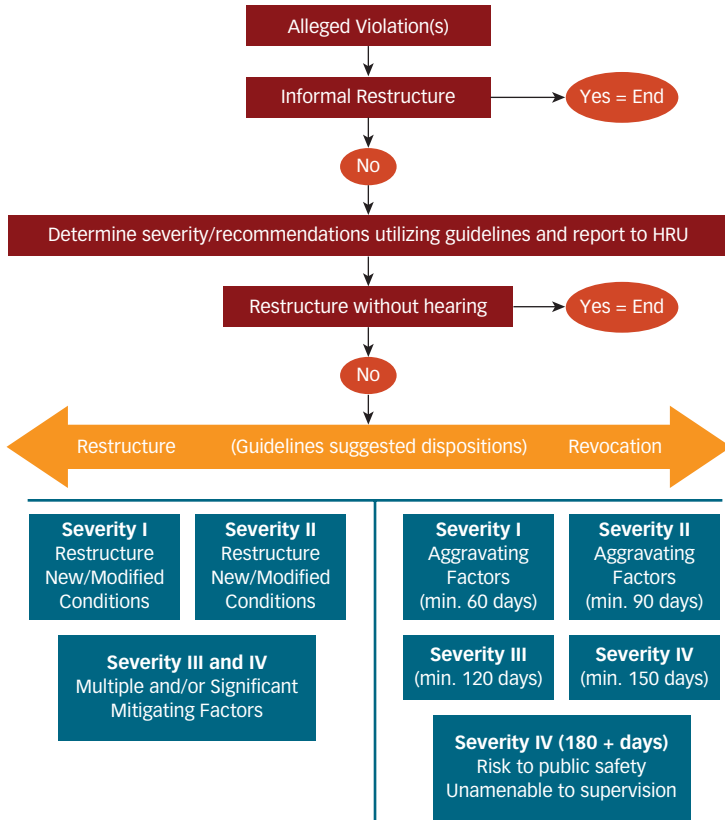 Alleged Violation(s)
Informal Restructure
Yes = End
No
Determine severity/recommendations utilizing guidelines and report to HRU
Restructure without hearing
Yes = End
No
Restructure (Guidelines suggested dispositions) Revocation
Severity I
Restructure
New/Modified
Conditions
Severity II
Restructure
New/Modified
Conditions
Severity III and IV
Multiple and/or Significant
Mitigating Factors
Severity I
Aggravating
Factors
(min. 60 days)
Severity II
Aggravating
Factors
(min. 90 days)
Severity III
(min. 120 days)
Severity IV
(min. 150 days)
Severity IV (180 + days)
Risk to public safety
Unamenable to supervision